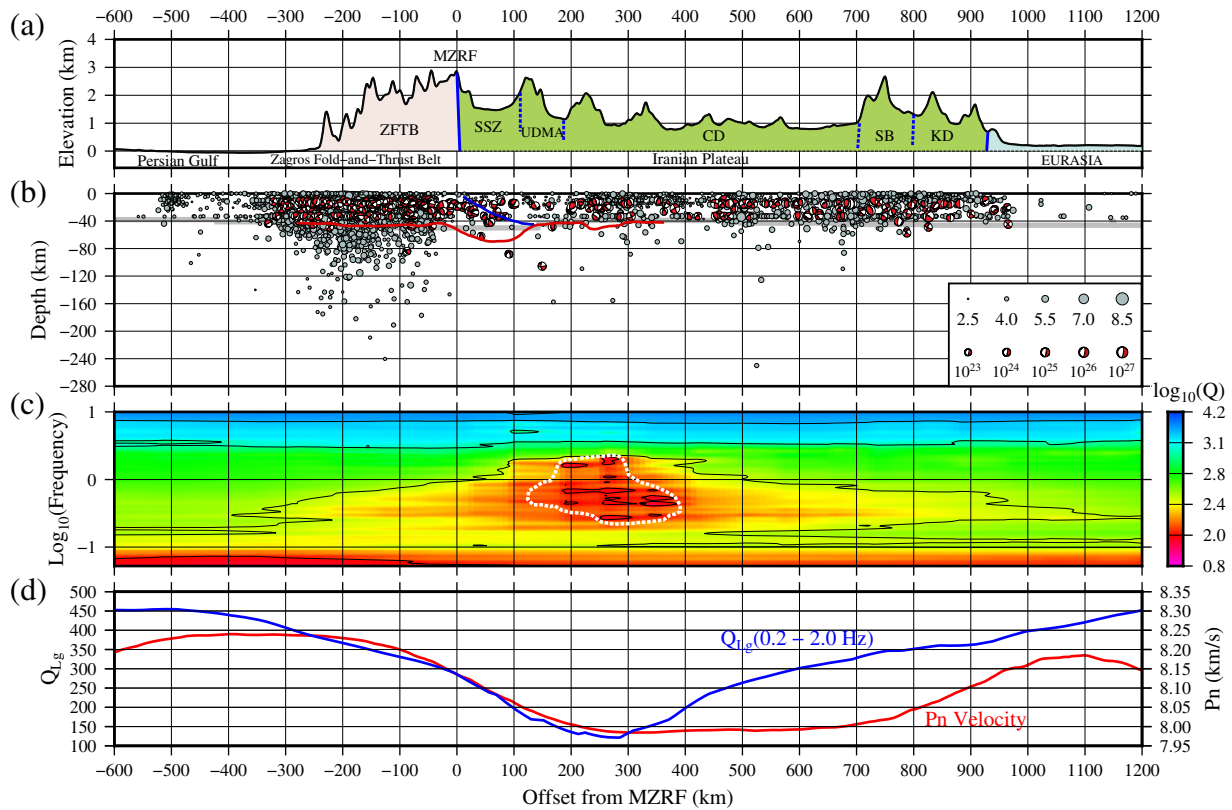 −600 −500 −400 −300 −200 −100 0 100 200 300 400 500 600 700 800 900 1000 1100 1200
(a)
Elevation (km)
4
3
2
1
0
MZRF
ZFTB SSZ UDMA CD SB KD
Persian Gulf Zagros Fold−and−Thrust Belt Iranian Plateau EURASIA
(b)
Depth (km)
0
−40
−80
−120
−160
−200
−240
−280
2.5 4.0 5.5 7.0 8.5
10²³ 10²⁴ 10²⁵ 10²⁶ 10²⁷
(c)
Log₁₀(Frequency)
1
0
−1
log₁₀(Q)
4.2
3.1
2.4
2.0
0.8
(d)
Q_Lg
500
450
400
350
300
250
200
150
100
Q_Lg(0.2 − 2.0 Hz)
Pn Velocity
8.35
8.30
8.25
8.20
8.15
8.10
8.05
8.00
7.95
Pn (km/s)
−600 −500 −400 −300 −200 −100 0 100 200 300 400 500 600 700 800 900 1000 1100 1200
Offset from MZRF (km)